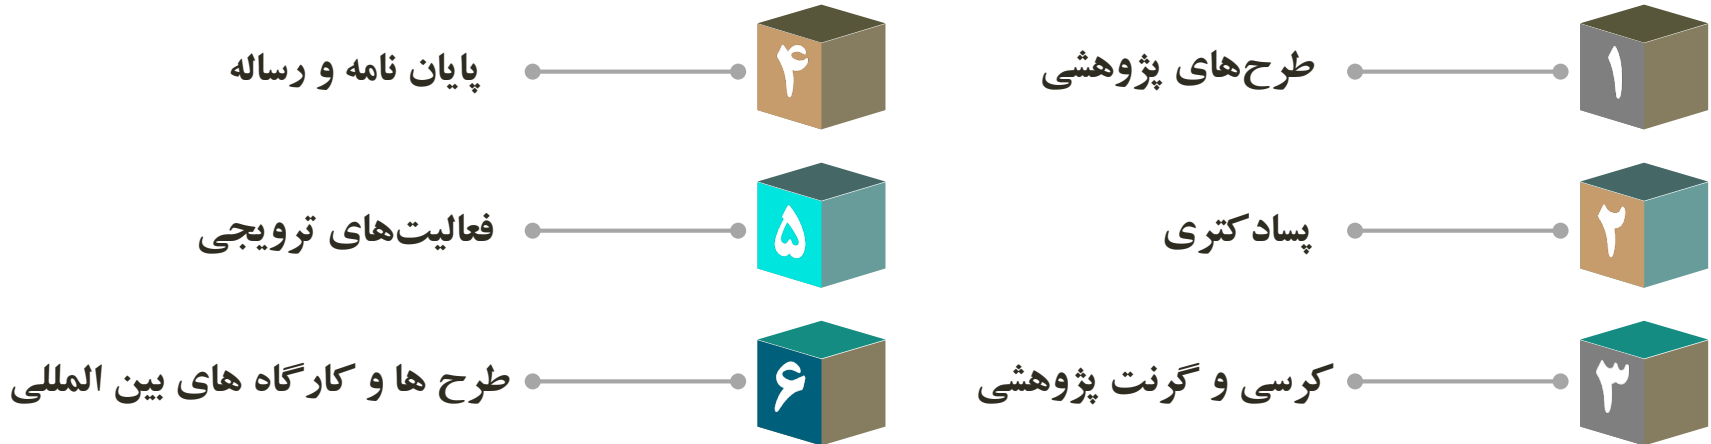 ۱ طرح‌های پژوهشی
۲ پسادکتری
۳ کرسی و گرنت پژوهشی
۴ پایان نامه و رساله
۵ فعالیت‌های ترویجی
۶ طرح ها و کارگاه های بین المللی